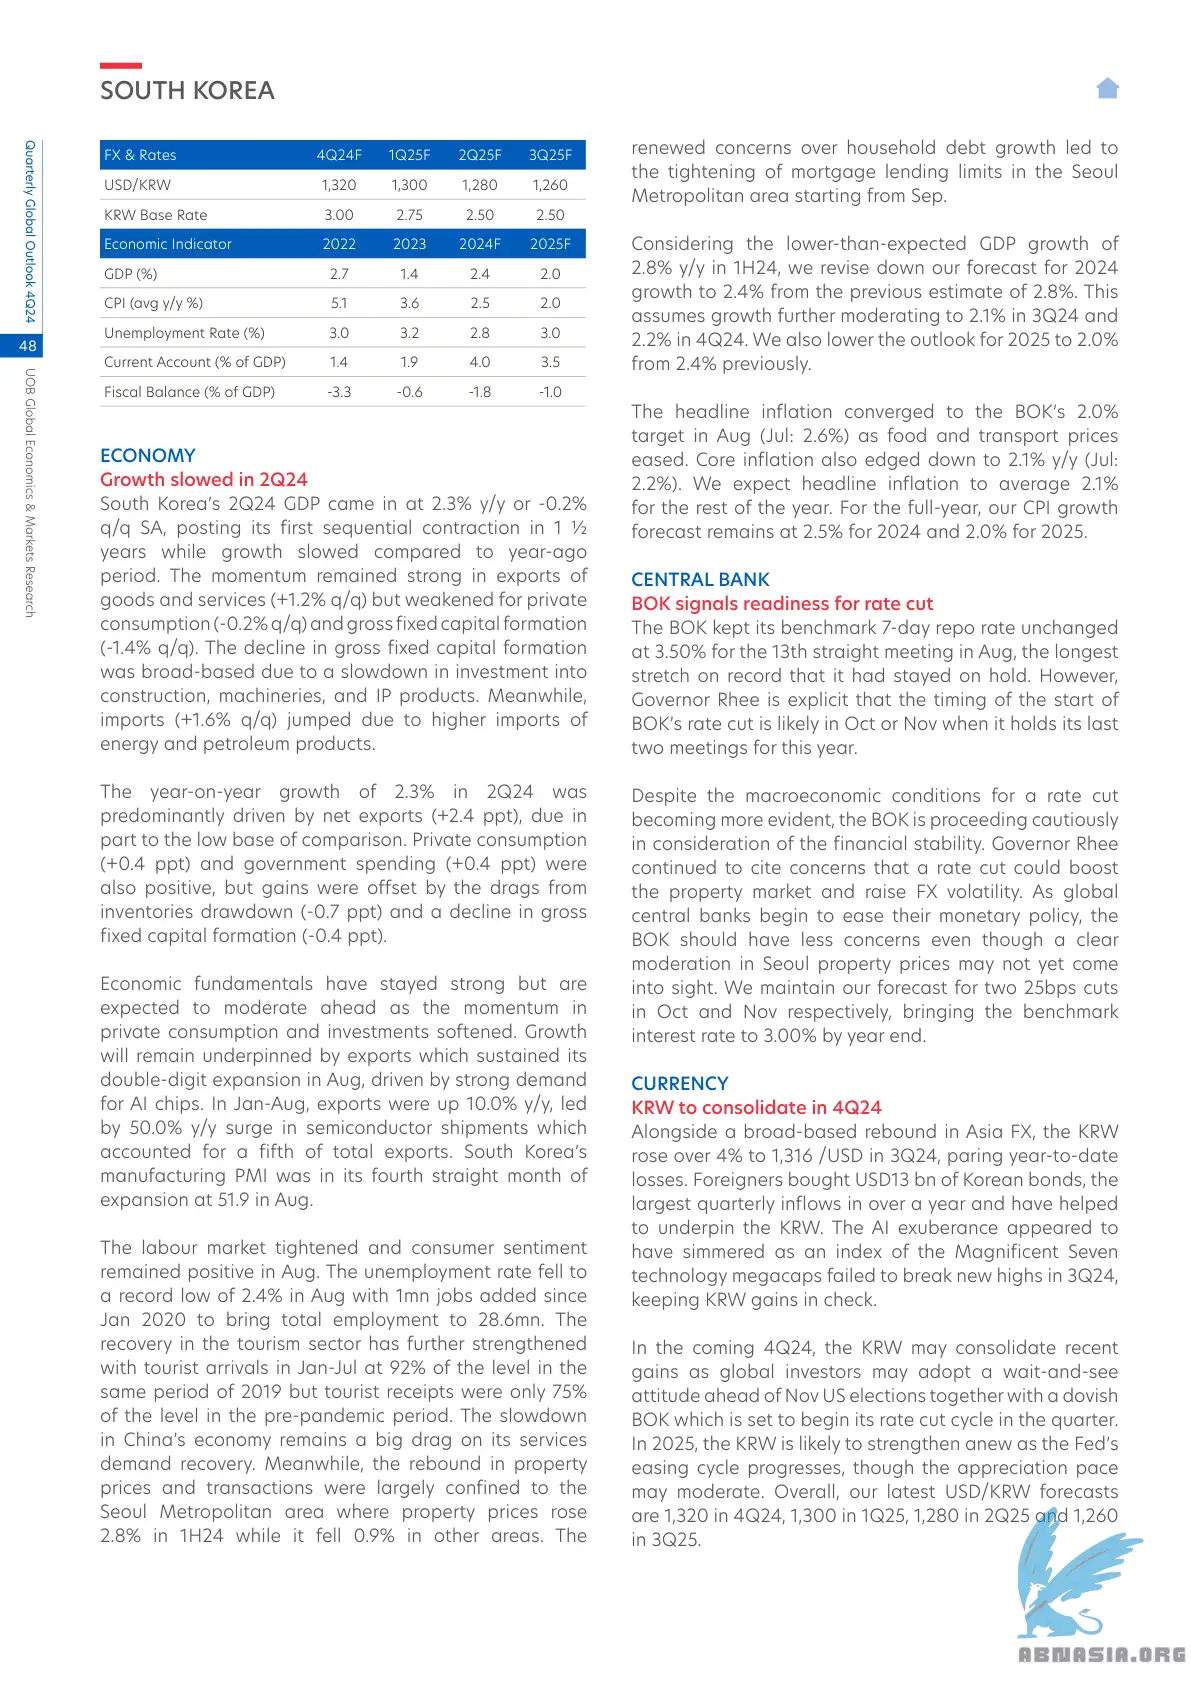 SOUTH KOREA
Quarterly Global Outlook 4Q24
48
UOB Global Economics & Markets Research
FX & Rates 4Q24F 1Q25F 2Q25F 3Q25F
USD/KRW 1,320 1,300 1,280 1,260
KRW Base Rate 3.00 2.75 2.50 2.50
Economic Indicator 2022 2023 2024F 2025F
GDP (%) 2.7 1.4 2.4 2.0
CPI (avg y/y %) 5.1 3.6 2.5 2.0
Unemployment Rate (%) 3.0 3.2 2.8 3.0
Current Account (% of GDP) 1.4 1.9 4.0 3.5
Fiscal Balance (% of GDP) -3.3 -0.6 -1.8 -1.0
ECONOMY
Growth slowed in 2Q24
South Korea's 2Q24 GDP came in at 2.3% y/y or -0.2%
q/q SA, posting its first sequential contraction in 1 ½
years while growth slowed compared to year-ago
period. The momentum remained strong in exports of
goods and services (+1.2% q/q) but weakened for private
consumption (-0.2% q/q) and gross fixed capital formation
(-1.4% q/q). The decline in gross fixed capital formation
was broad-based due to a slowdown in investment into
construction, machineries, and IP products. Meanwhile,
imports (+1.6% q/q) jumped due to higher imports of
energy and petroleum products.
The year-on-year growth of 2.3% in 2Q24 was
predominantly driven by net exports (+2.4 ppt), due in
part to the low base of comparison. Private consumption
(+0.4 ppt) and government spending (+0.4 ppt) were
also positive, but gains were offset by the drags from
inventories drawdown (-0.7 ppt) and a decline in gross
fixed capital formation (-0.4 ppt).
Economic fundamentals have stayed strong but are
expected to moderate ahead as the momentum in
private consumption and investments softened. Growth
will remain underpinned by exports which sustained its
double-digit expansion in Aug, driven by strong demand
for AI chips. In Jan-Aug, exports were up 10.0% y/y, led
by 50.0% y/y surge in semiconductor shipments which
accounted for a fifth of total exports. South Korea's
manufacturing PMI was in its fourth straight month of
expansion at 51.9 in Aug.
The labour market tightened and consumer sentiment
remained positive in Aug. The unemployment rate fell to
a record low of 2.4% in Aug with 1mn jobs added since
Jan 2020 to bring total employment to 28.6mn. The
recovery in the tourism sector has further strengthened
with tourist arrivals in Jan-Jul at 92% of the level in the
same period of 2019 but tourist receipts were only 75%
of the level in the pre-pandemic period. The slowdown
in China's economy remains a big drag on its services
demand recovery. Meanwhile, the rebound in property
prices and transactions were largely confined to the
Seoul Metropolitan area where property prices rose
2.8% in 1H24 while it fell 0.9% in other areas. The
renewed concerns over household debt growth led to
the tightening of mortgage lending limits in the Seoul
Metropolitan area starting from Sep.
Considering the lower-than-expected GDP growth of
2.8% y/y in 1H24, we revise down our forecast for 2024
growth to 2.4% from the previous estimate of 2.8%. This
assumes growth further moderating to 2.1% in 3Q24 and
2.2% in 4Q24. We also lower the outlook for 2025 to 2.0%
from 2.4% previously.
The headline inflation converged to the BOK's 2.0%
target in Aug (Jul: 2.6%) as food and transport prices
eased. Core inflation also edged down to 2.1% y/y (Jul:
2.2%). We expect headline inflation to average 2.1%
for the rest of the year. For the full-year, our CPI growth
forecast remains at 2.5% for 2024 and 2.0% for 2025.
CENTRAL BANK
BOK signals readiness for rate cut
The BOK kept its benchmark 7-day repo rate unchanged
at 3.50% for the 13th straight meeting in Aug, the longest
stretch on record that it had stayed on hold. However,
Governor Rhee is explicit that the timing of the start of
BOK's rate cut is likely in Oct or Nov when it holds its last
two meetings for this year.
Despite the macroeconomic conditions for a rate cut
becoming more evident, the BOK is proceeding cautiously
in consideration of the financial stability. Governor Rhee
continued to cite concerns that a rate cut could boost
the property market and raise FX volatility. As global
central banks begin to ease their monetary policy, the
BOK should have less concerns even though a clear
moderation in Seoul property prices may not yet come
into sight. We maintain our forecast for two 25bps cuts
in Oct and Nov respectively, bringing the benchmark
interest rate to 3.00% by year end.
CURRENCY
KRW to consolidate in 4Q24
Alongside a broad-based rebound in Asia FX, the KRW
rose over 4% to 1,316 /USD in 3Q24, paring year-to-date
losses. Foreigners bought USD13 bn of Korean bonds, the
largest quarterly inflows in over a year and have helped
to underpin the KRW. The AI exuberance appeared to
have simmered as an index of the Magnificent Seven
technology megacaps failed to break new highs in 3Q24,
keeping KRW gains in check.
In the coming 4Q24, the KRW may consolidate recent
gains as global investors may adopt a wait-and-see
attitude ahead of Nov US elections together with a dovish
BOK which is set to begin its rate cut cycle in the quarter.
In 2025, the KRW is likely to strengthen anew as the Fed's
easing cycle progresses, though the appreciation pace
may moderate. Overall, our latest USD/KRW forecasts
are 1,320 in 4Q24, 1,300 in 1Q25, 1,280 in 2Q25 and 1,260
in 3Q25.
ABNASIA.ORG